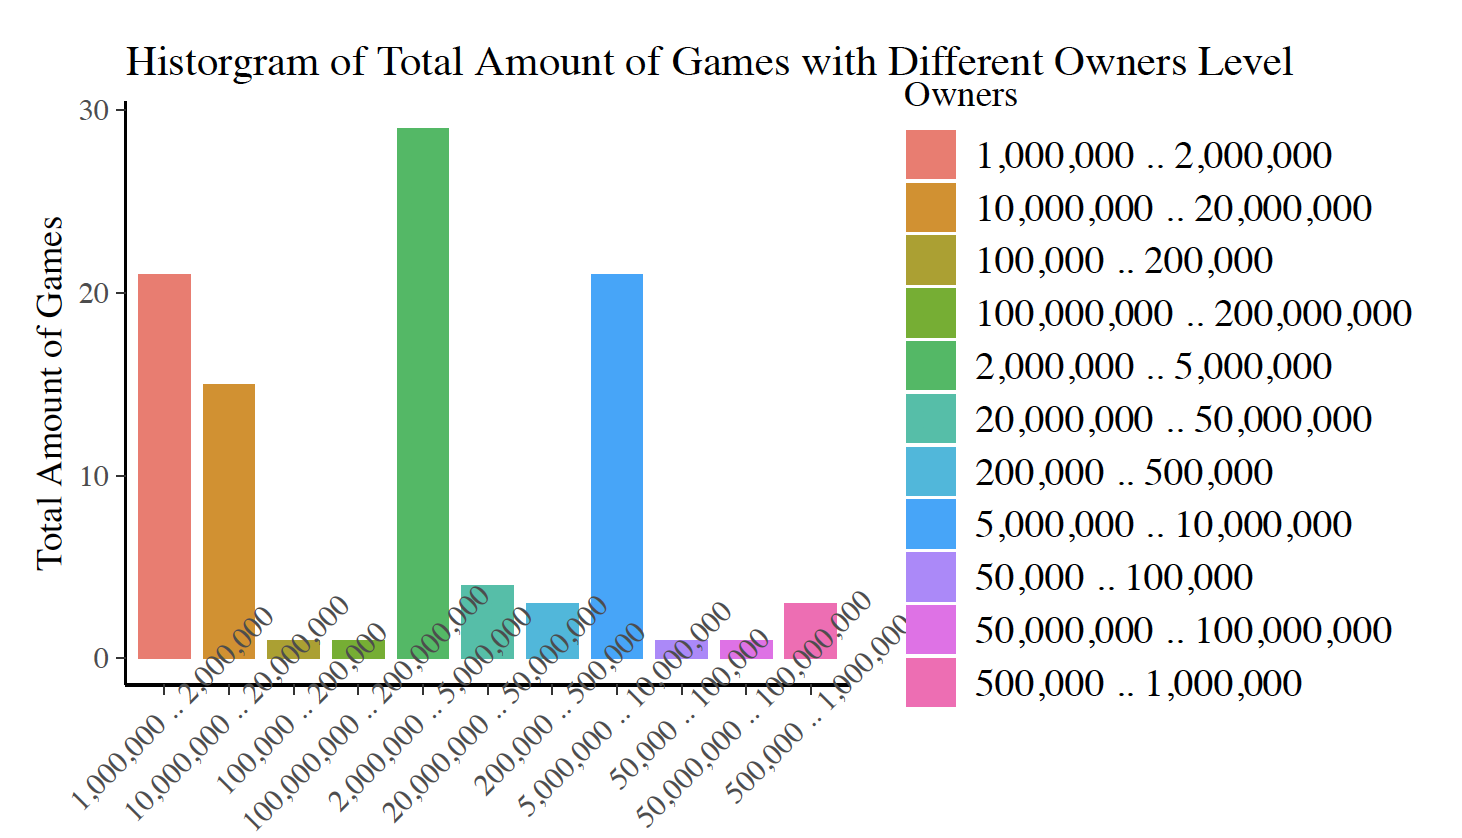 Historgram of Total Amount of Games with Different Owners Level
Owners
1,000,000 .. 2,000,000
10,000,000 .. 20,000,000
100,000 .. 200,000
100,000,000 .. 200,000,000
2,000,000 .. 5,000,000
20,000,000 .. 50,000,000
200,000 .. 500,000
5,000,000 .. 10,000,000
50,000 .. 100,000
50,000,000 .. 100,000,000
500,000 .. 1,000,000
Total Amount of Games
30
20
10
0
1,000,000 .. 2,000,000
10,000,000 .. 20,000,000
100,000 .. 200,000
100,000,000 .. 200,000,000
2,000,000 .. 5,000,000
20,000,000 .. 50,000,000
200,000 .. 500,000
5,000,000 .. 10,000,000
50,000 .. 100,000
50,000,000 .. 100,000,000
500,000 .. 1,000,000